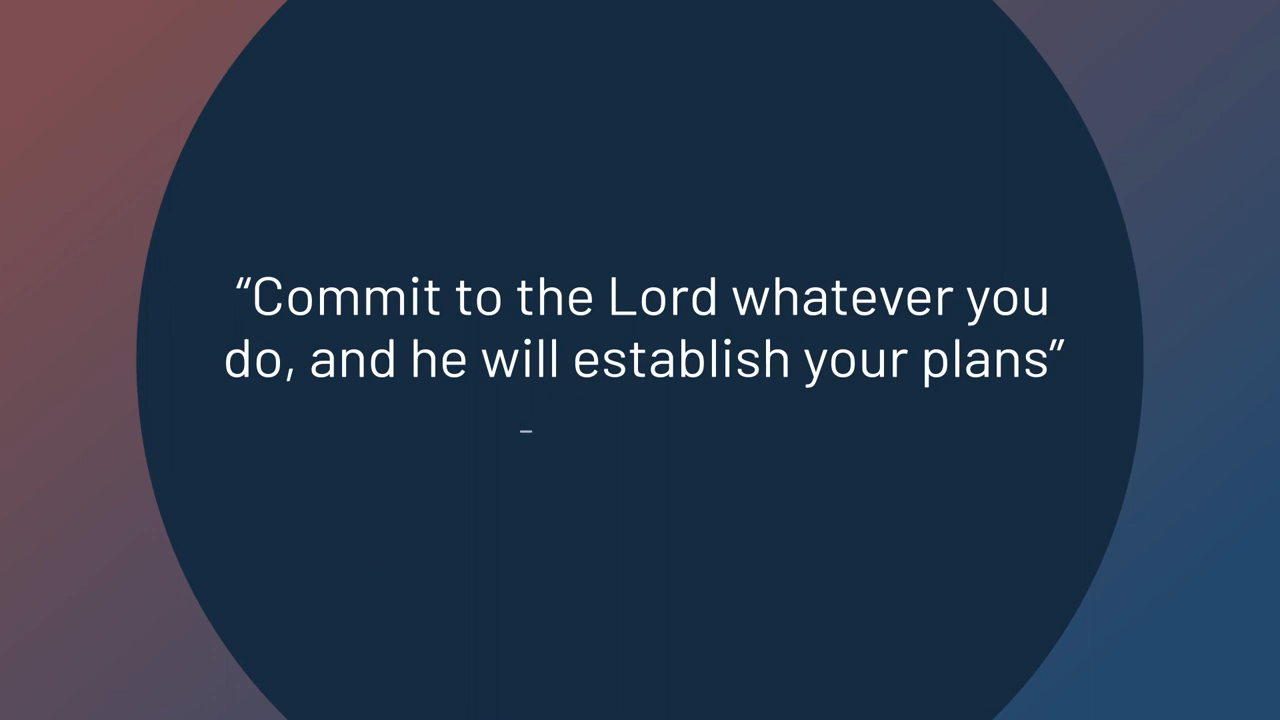 “Commit to the Lord whatever you
do, and he will establish your plans”
–